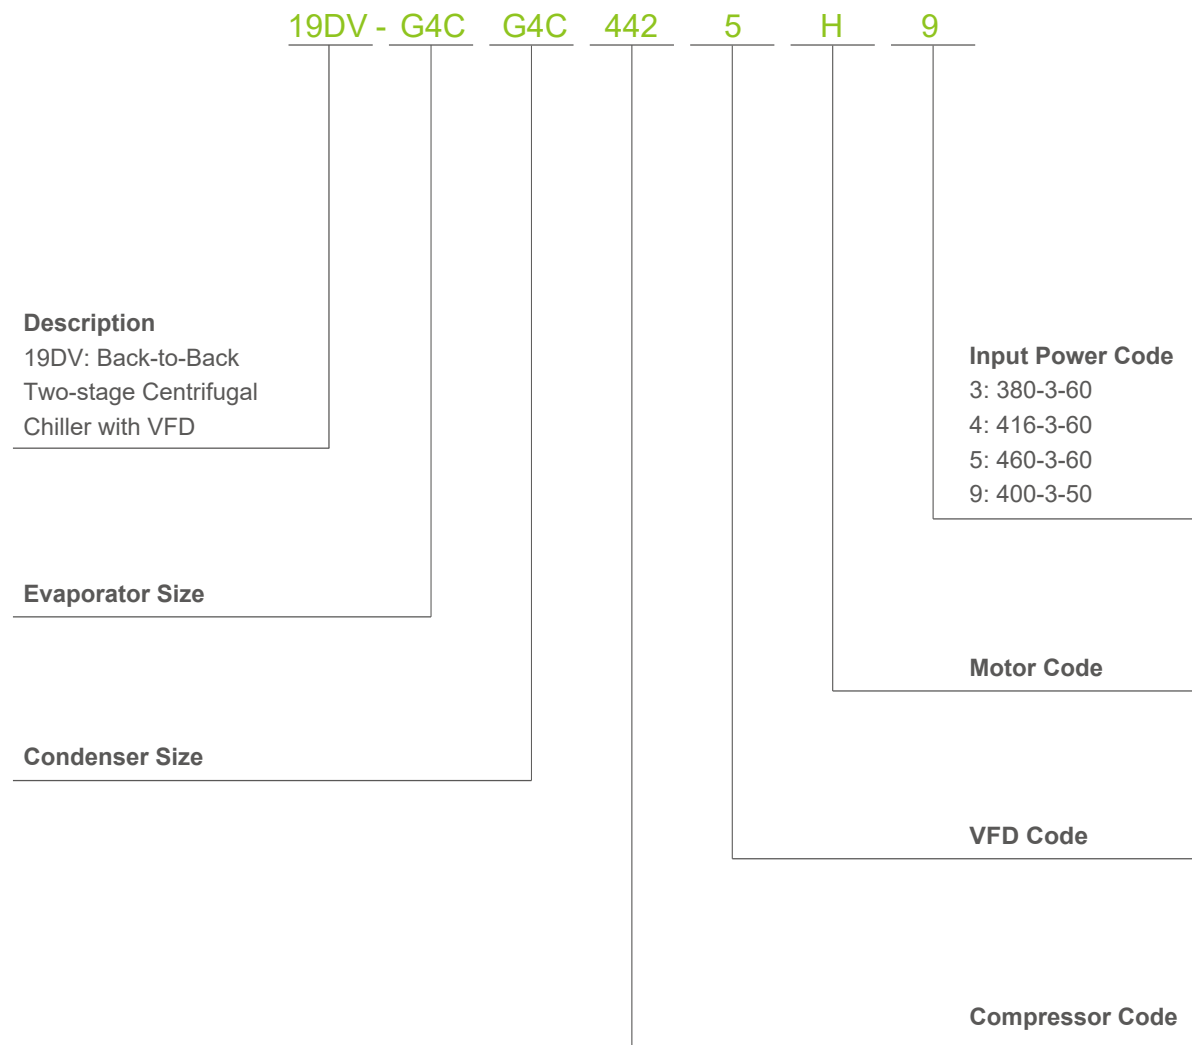 19DV - G4C G4C 442 5 H 9
Description
19DV: Back-to-Back
Two-stage Centrifugal
Chiller with VFD
Input Power Code
3: 380-3-60
4: 416-3-60
5: 460-3-60
9: 400-3-50
Evaporator Size
Motor Code
Condenser Size
VFD Code
Compressor Code